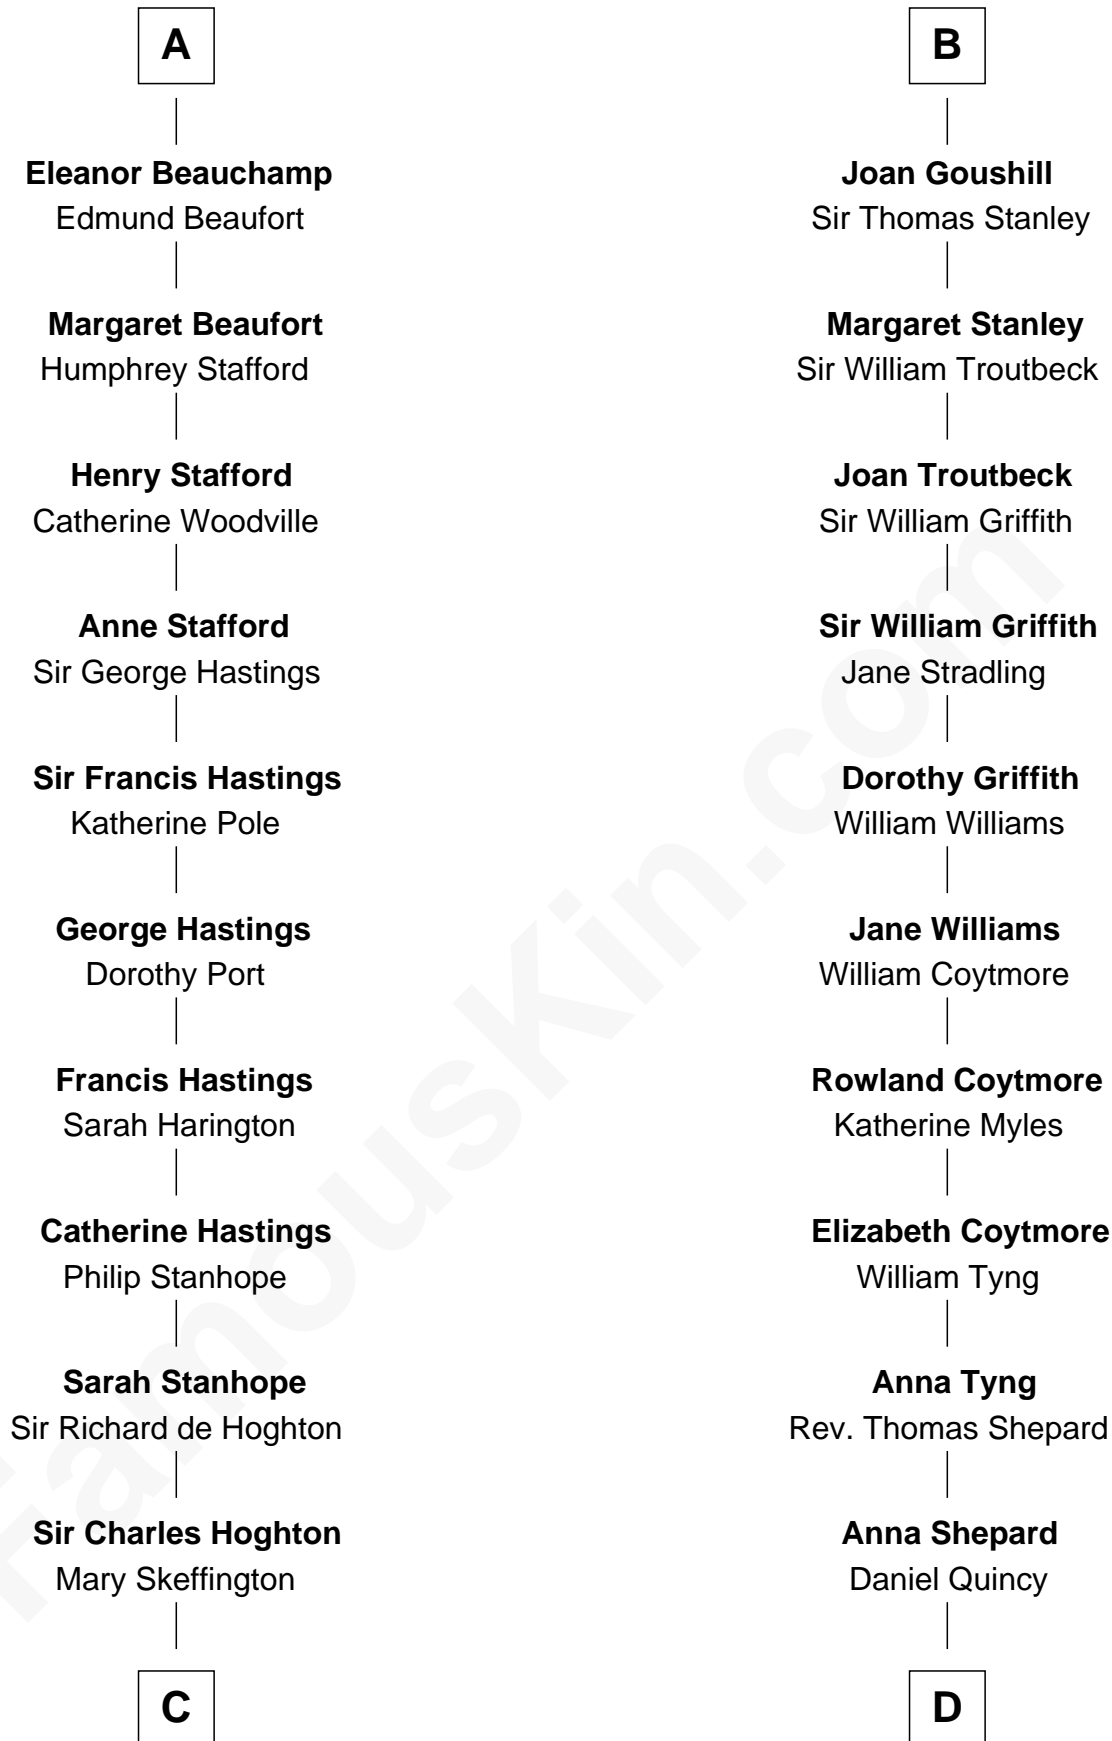 A
Eleanor Beauchamp
Edmund Beaufort
Margaret Beaufort
Humphrey Stafford
Henry Stafford
Catherine Woodville
Anne Stafford
Sir George Hastings
Sir Francis Hastings
Katherine Pole
George Hastings
Dorothy Port
Francis Hastings
Sarah Harington
Catherine Hastings
Philip Stanhope
Sarah Stanhope
Sir Richard de Hoghton
Sir Charles Hoghton
Mary Skeffington
C
B
Joan Goushill
Sir Thomas Stanley
Margaret Stanley
Sir William Troutbeck
Joan Troutbeck
Sir William Griffith
Sir William Griffith
Jane Stradling
Dorothy Griffith
William Williams
Jane Williams
William Coytmore
Rowland Coytmore
Katherine Myles
Elizabeth Coytmore
William Tyng
Anna Tyng
Rev. Thomas Shepard
Anna Shepard
Daniel Quincy
D
FamousKin.com